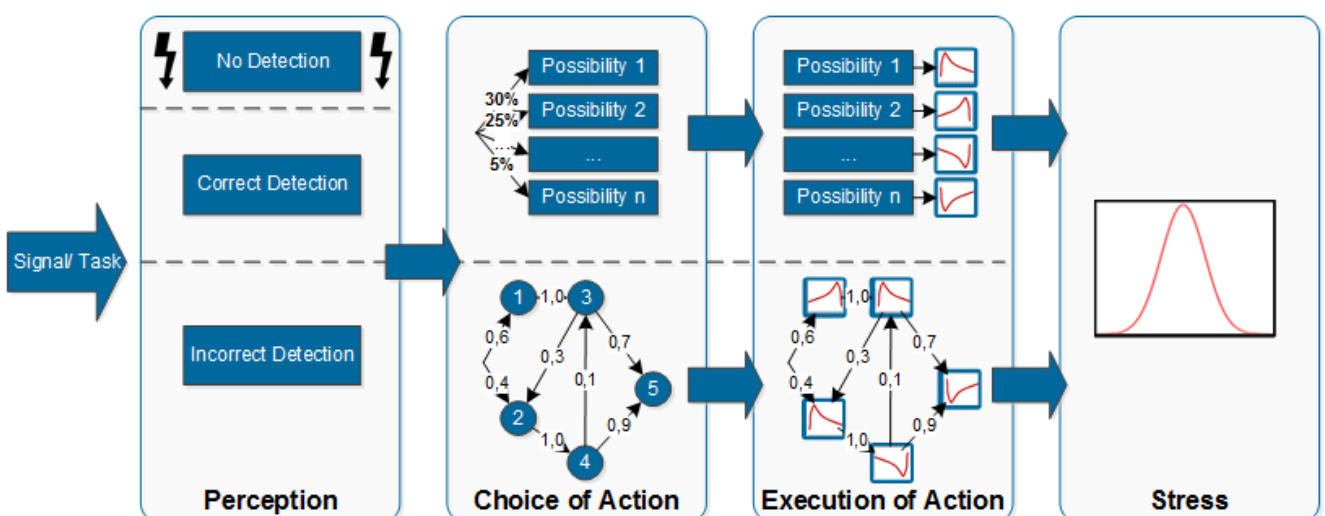 Signal/ Task
No Detection
Correct Detection
Incorrect Detection
Perception
30%
25%
...
5%
Possibility 1
Possibility 2
...
Possibility n
1
1,0
3
0,6
0,4
0,3
0,7
0,1
2
5
1,0
0,9
4
Choice of Action
Possibility 1
Possibility 2
...
Possibility n
1,0
0,6
0,4
0,3
0,7
0,1
1,0
0,9
Execution of Action
Stress